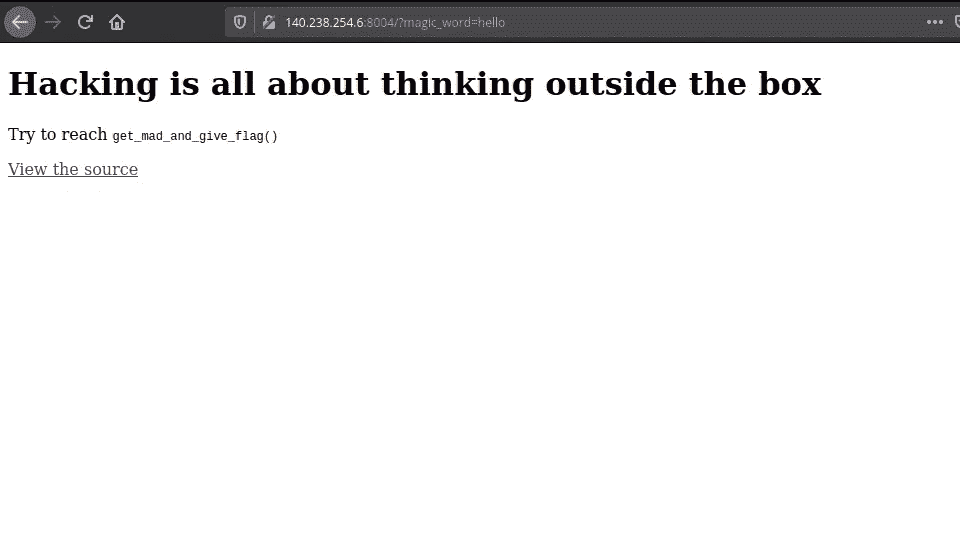 140.238.254.6:8004/?magic_word=hello
Hacking is all about thinking outside the box
Try to reach get_mad_and_give_flag()
View the source